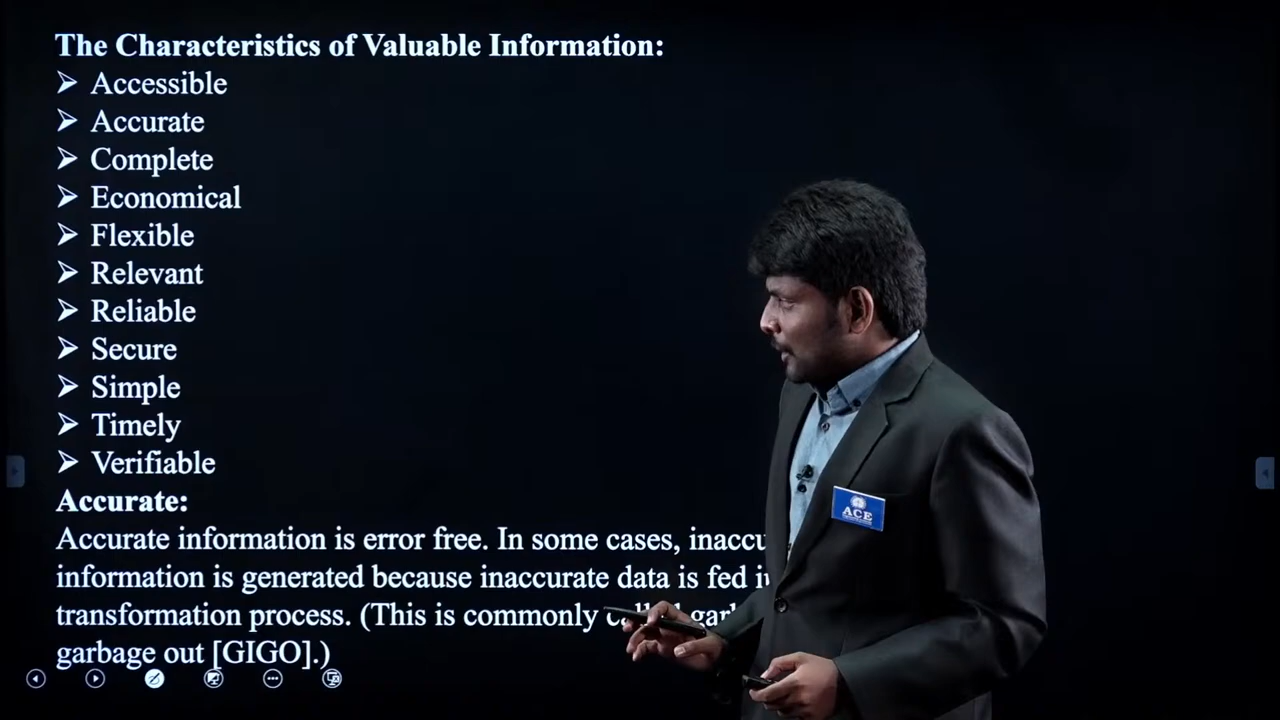 The Characteristics of Valuable Information:
➢ Accessible
➢ Accurate
➢ Complete
➢ Economical
➢ Flexible
➢ Relevant
➢ Reliable
➢ Secure
➢ Simple
➢ Timely
➢ Verifiable
Accurate:
Accurate information is error free. In some cases,
information is generated because inaccurate data is fed
transformation process. (This is commonly
garbage out [GIGO].)
ACE